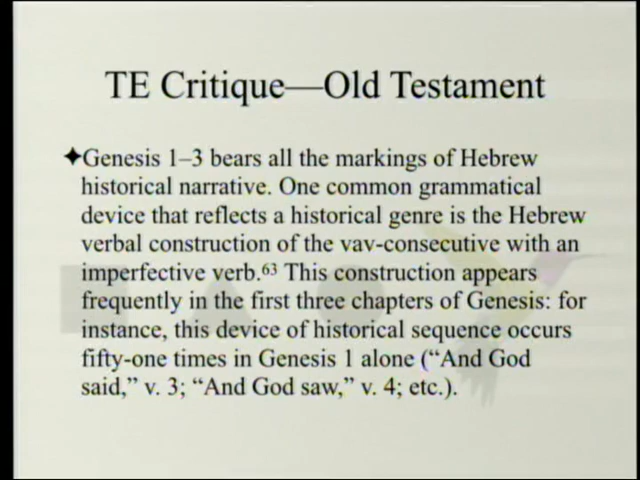 TE Critique—Old Testament
✦Genesis 1–3 bears all the markings of Hebrew
historical narrative. One common grammatical
device that reflects a historical genre is the Hebrew
verbal construction of the vav-consecutive with an
imperfective verb.⁶³ This construction appears
frequently in the first three chapters of Genesis: for
instance, this device of historical sequence occurs
fifty-one times in Genesis 1 alone (“And God
said,” v. 3; “And God saw,” v. 4; etc.).